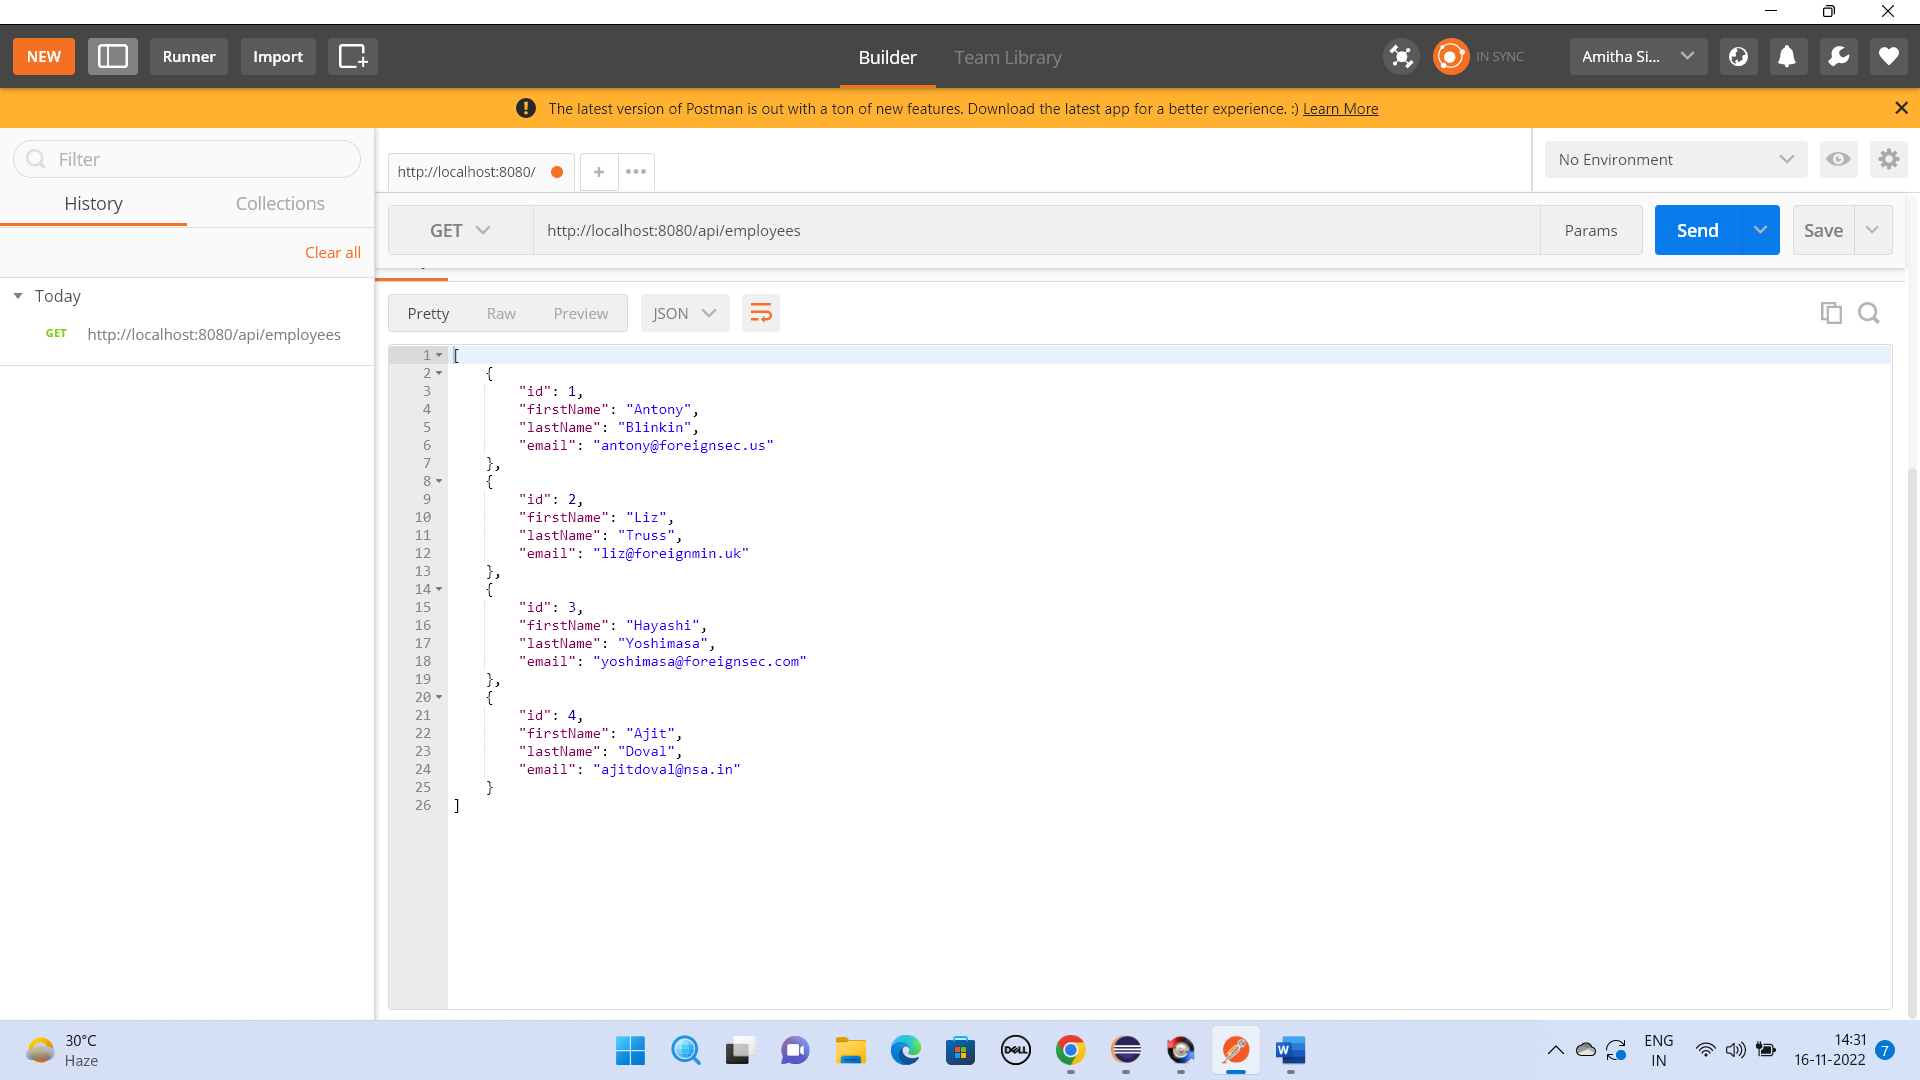 NEW
Runner
Import
Builder
Team Library
IN SYNC
Amitha Si...
! The latest version of Postman is out with a ton of new features. Download the latest app for a better experience. :) Learn More
Filter
History
Collections
Clear all
Today
GET http://localhost:8080/api/employees
http://localhost:8080/
+
•••
No Environment
GET
http://localhost:8080/api/employees
Params
Send
Save
Pretty
Raw
Preview
JSON
1 [
2 {
3 "id": 1,
4 "firstName": "Antony",
5 "lastName": "Blinkin",
6 "email": "antony@foreignsec.us"
7 },
8 {
9 "id": 2,
10 "firstName": "Liz",
11 "lastName": "Truss",
12 "email": "liz@foreignmin.uk"
13 },
14 {
15 "id": 3,
16 "firstName": "Hayashi",
17 "lastName": "Yoshimasa",
18 "email": "yoshimasa@foreignsec.com"
19 },
20 {
21 "id": 4,
22 "firstName": "Ajit",
23 "lastName": "Doval",
24 "email": "ajitdoval@nsa.in"
25 }
26 ]
30°C
Haze
DELL
W
ENG
IN
14:31
16-11-2022
7